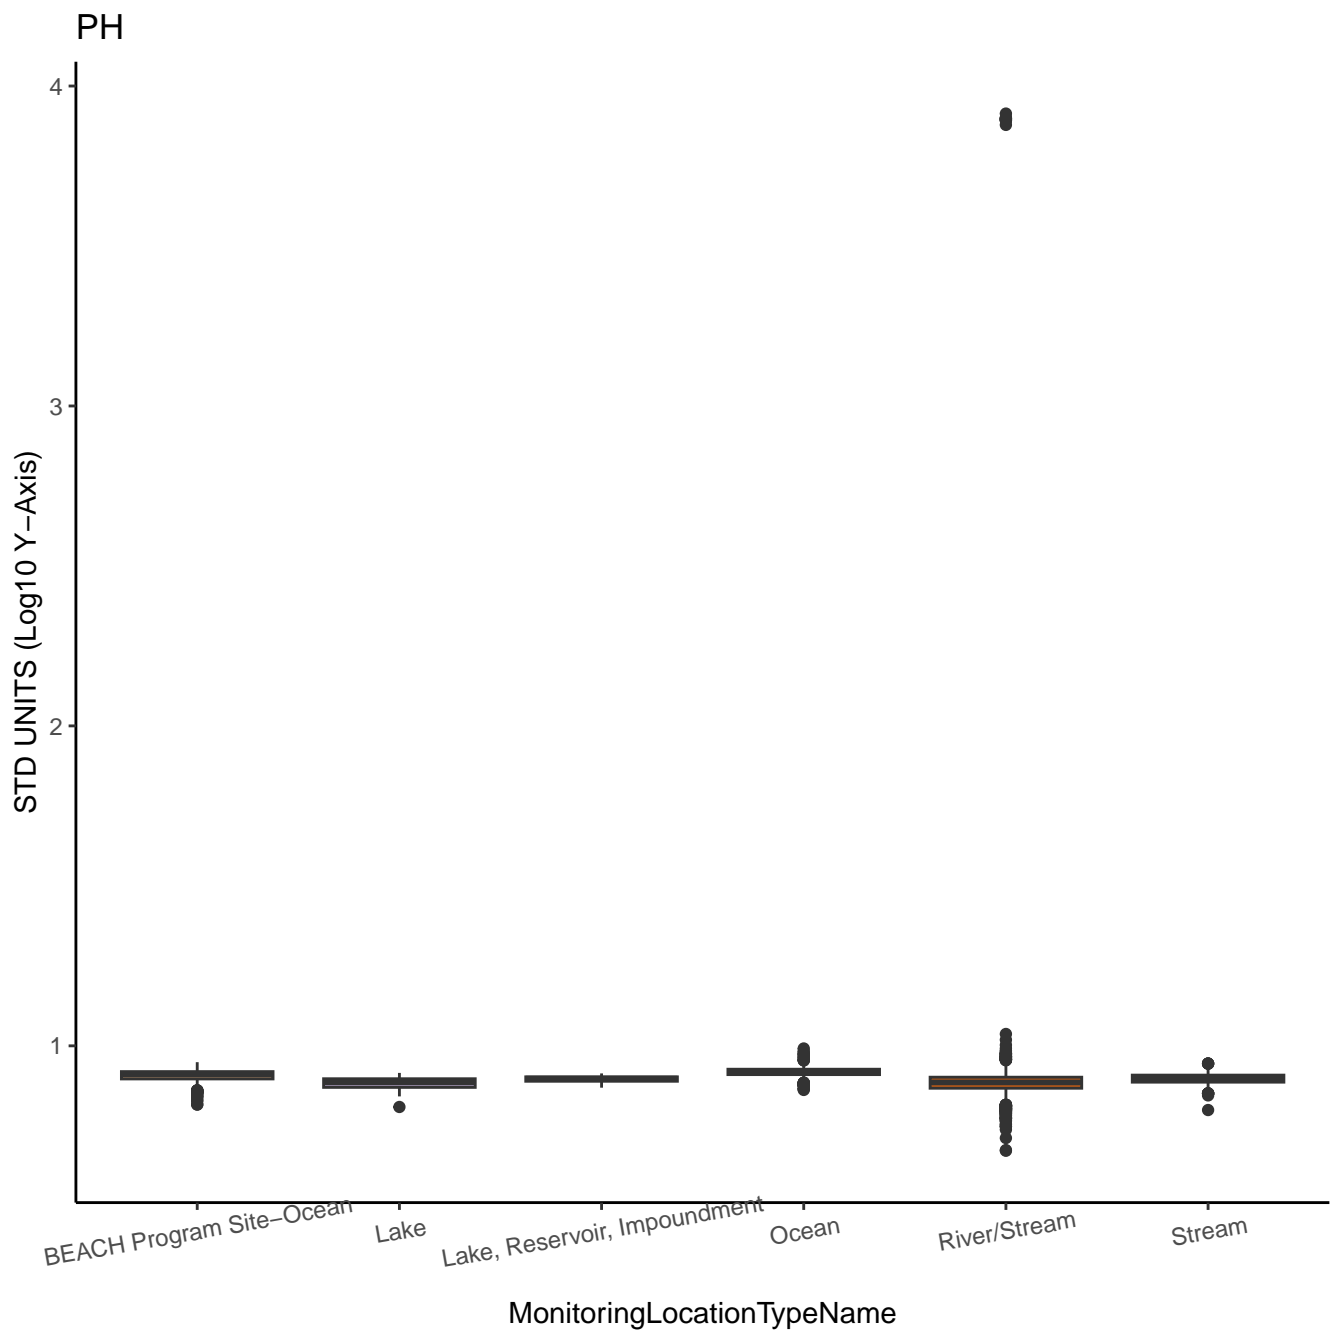 PH
4
3
2
1
STD UNITS (Log10 Y−Axis)
BEACH Program Site−Ocean
Lake
Lake, Reservoir, Impoundment
Ocean
River/Stream
Stream
MonitoringLocationTypeName